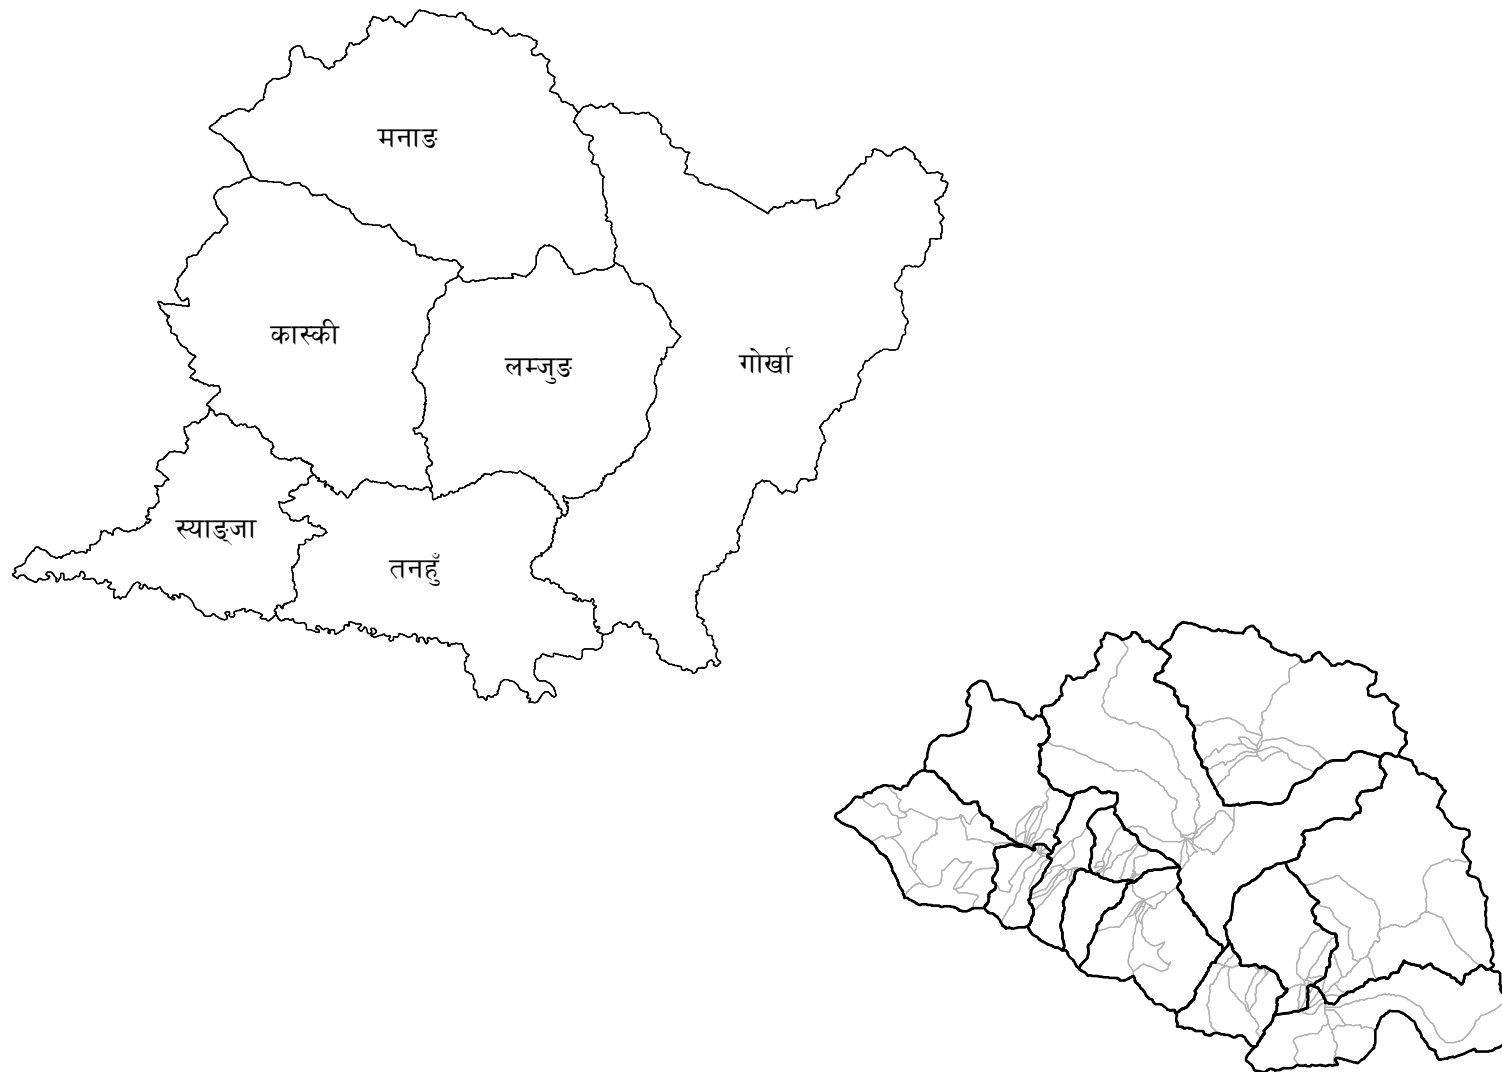 मनाङ
कास्की
लम्जुङ
गोर्खा
स्याङ्जा
तनहुँ